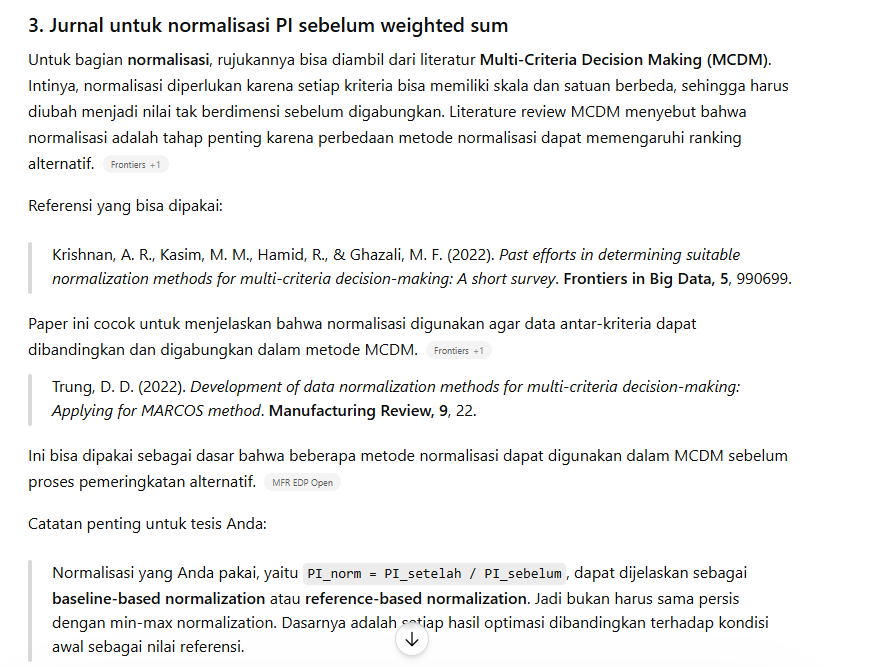 3. Jurnal untuk normalisasi PI sebelum weighted sum
Untuk bagian normalisasi, rujukannya bisa diambil dari literatur Multi-Criteria Decision Making (MCDM).
Intinya, normalisasi diperlukan karena setiap kriteria bisa memiliki skala dan satuan berbeda, sehingga harus
diubah menjadi nilai tak berdimensi sebelum digabungkan. Literature review MCDM menyebut bahwa
normalisasi adalah tahap penting karena perbedaan metode normalisasi dapat memengaruhi ranking
alternatif. Frontiers +1
Referensi yang bisa dipakai:
Krishnan, A. R., Kasim, M. M., Hamid, R., & Ghazali, M. F. (2022). Past efforts in determining suitable
normalization methods for multi-criteria decision-making: A short survey. Frontiers in Big Data, 5, 990699.
Paper ini cocok untuk menjelaskan bahwa normalisasi digunakan agar data antar-kriteria dapat
dibandingkan dan digabungkan dalam metode MCDM. Frontiers +1
Trung, D. D. (2022). Development of data normalization methods for multi-criteria decision-making:
Applying for MARCOS method. Manufacturing Review, 9, 22.
Ini bisa dipakai sebagai dasar bahwa beberapa metode normalisasi dapat digunakan dalam MCDM sebelum
proses pemeringkatan alternatif. MFR EDP Open
Catatan penting untuk tesis Anda:
Normalisasi yang Anda pakai, yaitu PI_norm = PI_setelah / PI_sebelum, dapat dijelaskan sebagai
baseline-based normalization atau reference-based normalization. Jadi bukan harus sama persis
dengan min-max normalization. Dasarnya adalah setiap hasil optimasi dibandingkan terhadap kondisi
awal sebagai nilai referensi.